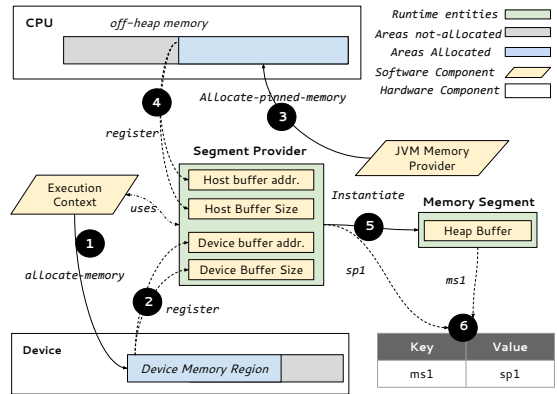 CPU
off-heap memory
Runtime entities
Areas not-allocated
Areas Allocated
Software Component
Hardware Component
Allocate-pinned-memory
4
3
register
Segment Provider
JVM Memory
Provider
Host buffer addr.
Host Buffer Size
Device buffer addr.
Device Buffer Size
Execution
Context
uses
Instantiate
5
Memory Segment
Heap Buffer
1
allocate-memory
2
register
sp1
ms1
6
Device
Device Memory Region
Key Value
ms1 sp1